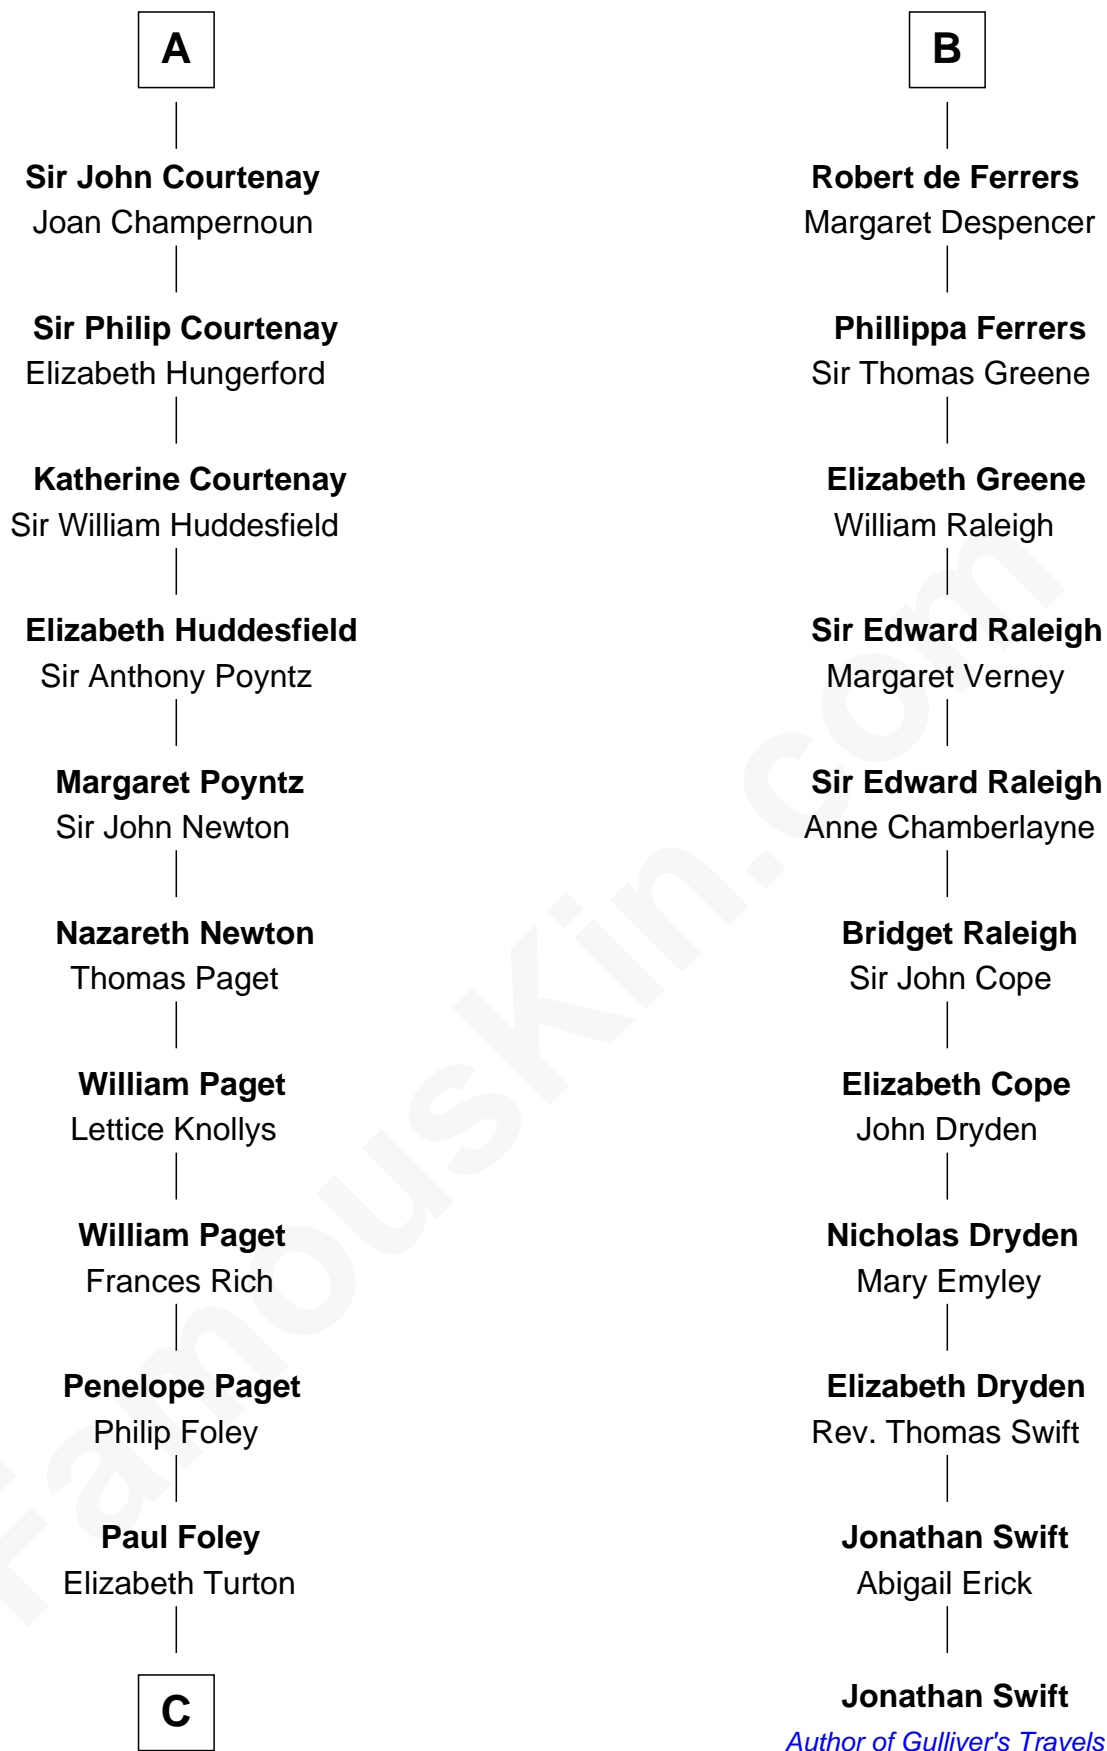 A
Sir John Courtenay
Joan Champernoun
Sir Philip Courtenay
Elizabeth Hungerford
Katherine Courtenay
Sir William Huddesfield
Elizabeth Huddesfield
Sir Anthony Poyntz
Margaret Poyntz
Sir John Newton
Nazareth Newton
Thomas Paget
William Paget
Lettice Knollys
William Paget
Frances Rich
Penelope Paget
Philip Foley
Paul Foley
Elizabeth Turton
C
B
Robert de Ferrers
Margaret Despencer
Phillippa Ferrers
Sir Thomas Greene
Elizabeth Greene
William Raleigh
Sir Edward Raleigh
Margaret Verney
Sir Edward Raleigh
Anne Chamberlayne
Bridget Raleigh
Sir John Cope
Elizabeth Cope
John Dryden
Nicholas Dryden
Mary Emyley
Elizabeth Dryden
Rev. Thomas Swift
Jonathan Swift
Abigail Erick
Jonathan Swift
Author of Gulliver's Travels
FamousKin.com